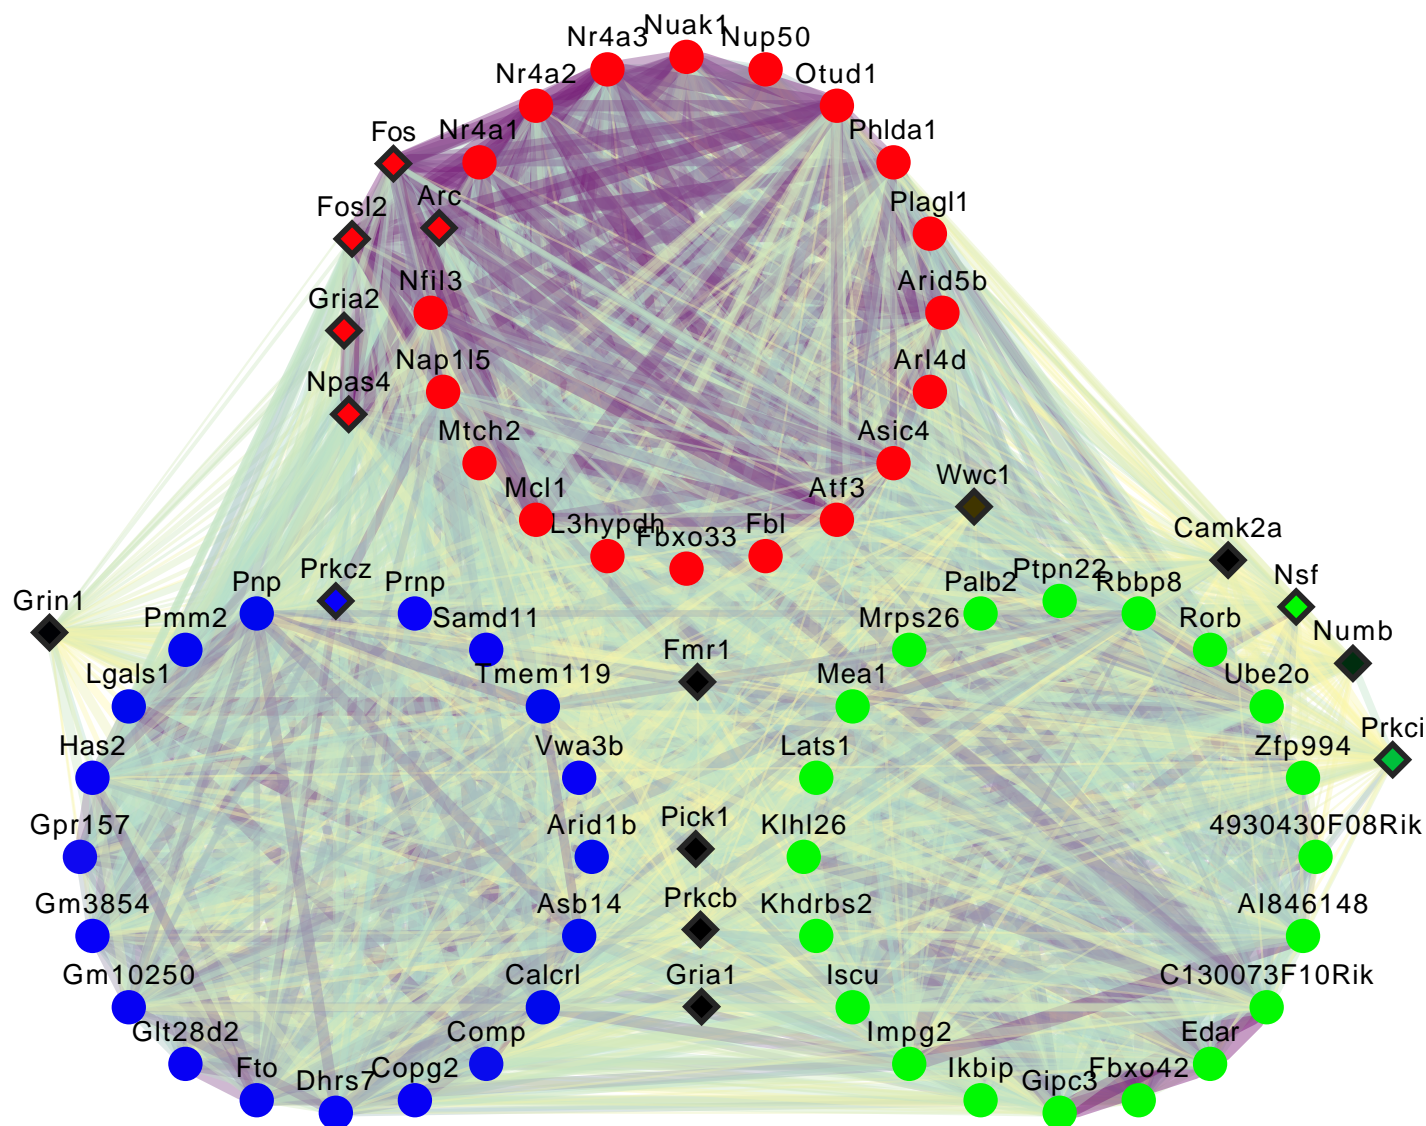 Nuak1
Nr4a3
Nup50
Nr4a2
Otud1
Fos
Nr4a1
Phlda1
Fosl2
Arc
Plagl1
Gria2
Nfil3
Arid5b
Npas4
Nap1l5
Arl4d
Mtch2
Asic4
Mcl1
Atf3
Wwc1
L3hypdh
Fbxo33
Fbl
Camk2a
Grin1
Pnp
Prkcz
Prnp
Palb2
Ptpn22
Rbbp8
Nsf
Pmm2
Samd11
Fmr1
Mrps26
Rorb
Numb
Lgals1
Tmem119
Mea1
Ube2o
Prkci
Has2
Vwa3b
Lats1
Zfp994
Gpr157
Arid1b
Pick1
Klhl26
4930430F08Rik
Gm3854
Asb14
Prkcb
Khdrbs2
AI846148
Gm10250
Calcrl
Gria1
Iscu
C130073F10Rik
Glt28d2
Comp
Impg2
Edar
Fto
Dhrs7
Copg2
Ikbip
Gipc3
Fbxo42